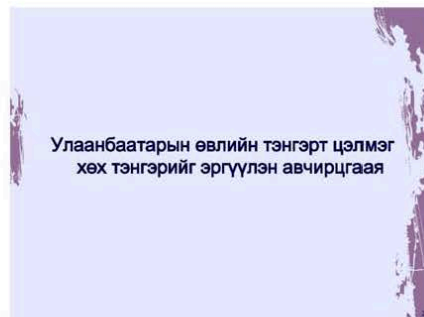 Улаанбаатарын өвлийн тэнгэрт цэлмэг
хөх тэнгэрийг эргүүлэн авчирцгаая